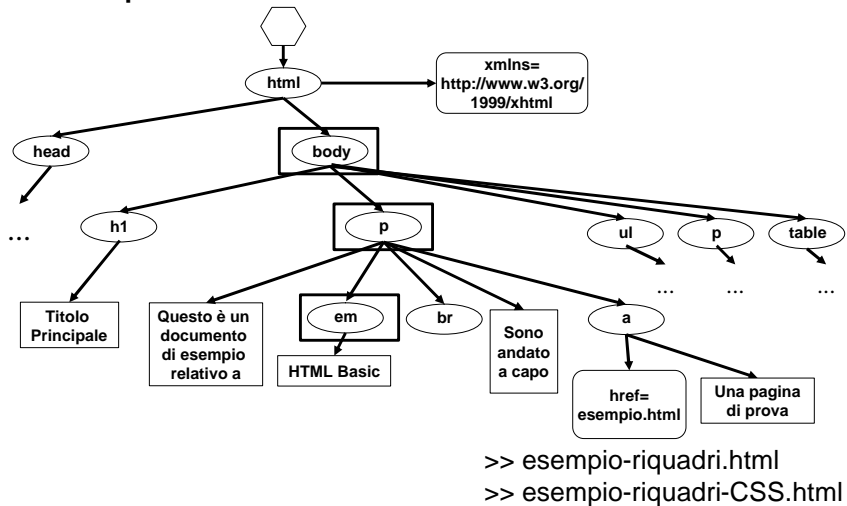 html
xmlns=
http://www.w3.org/
1999/xhtml
head
body
...
h1
p
ul
p
table
...
...
...
Titolo
Principale
Questo è un
documento
di esempio
relativo a
em
HTML Basic
br
Sono
andato
a capo
a
href=
esempio.html
Una pagina
di prova
>> esempio-riquadri.html
>> esempio-riquadri-CSS.html